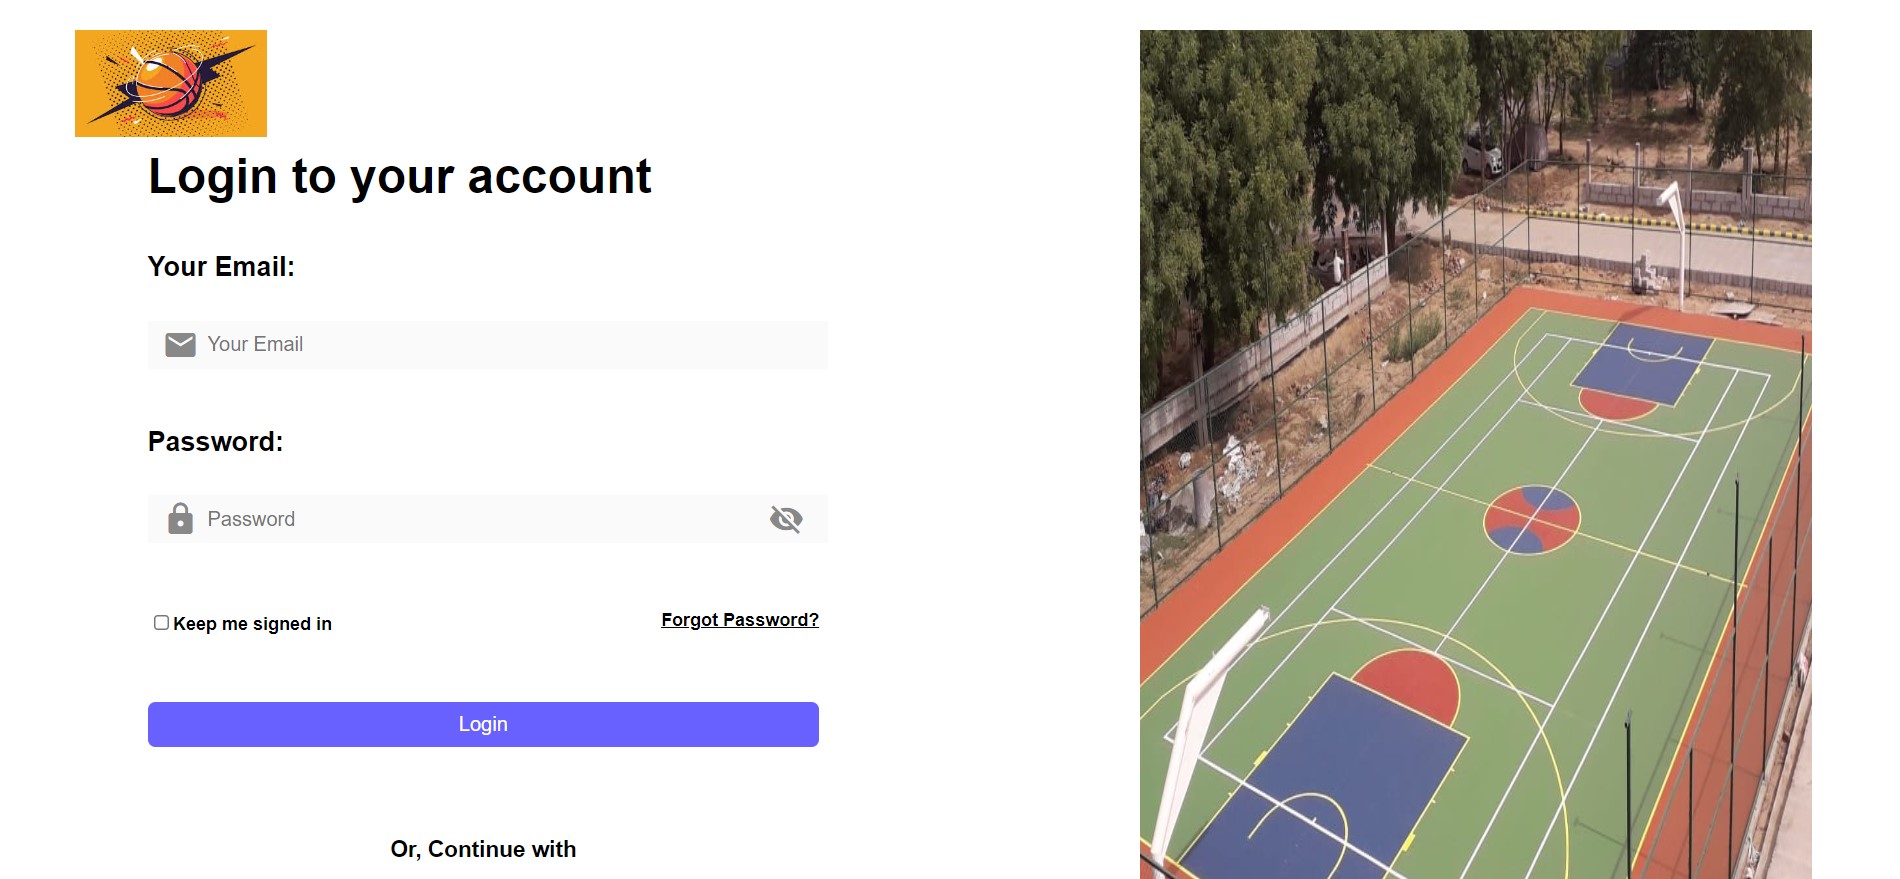 Login to your account
Your Email:
Your Email
Password:
Password
Keep me signed in
Forgot Password?
Login
Or, Continue with